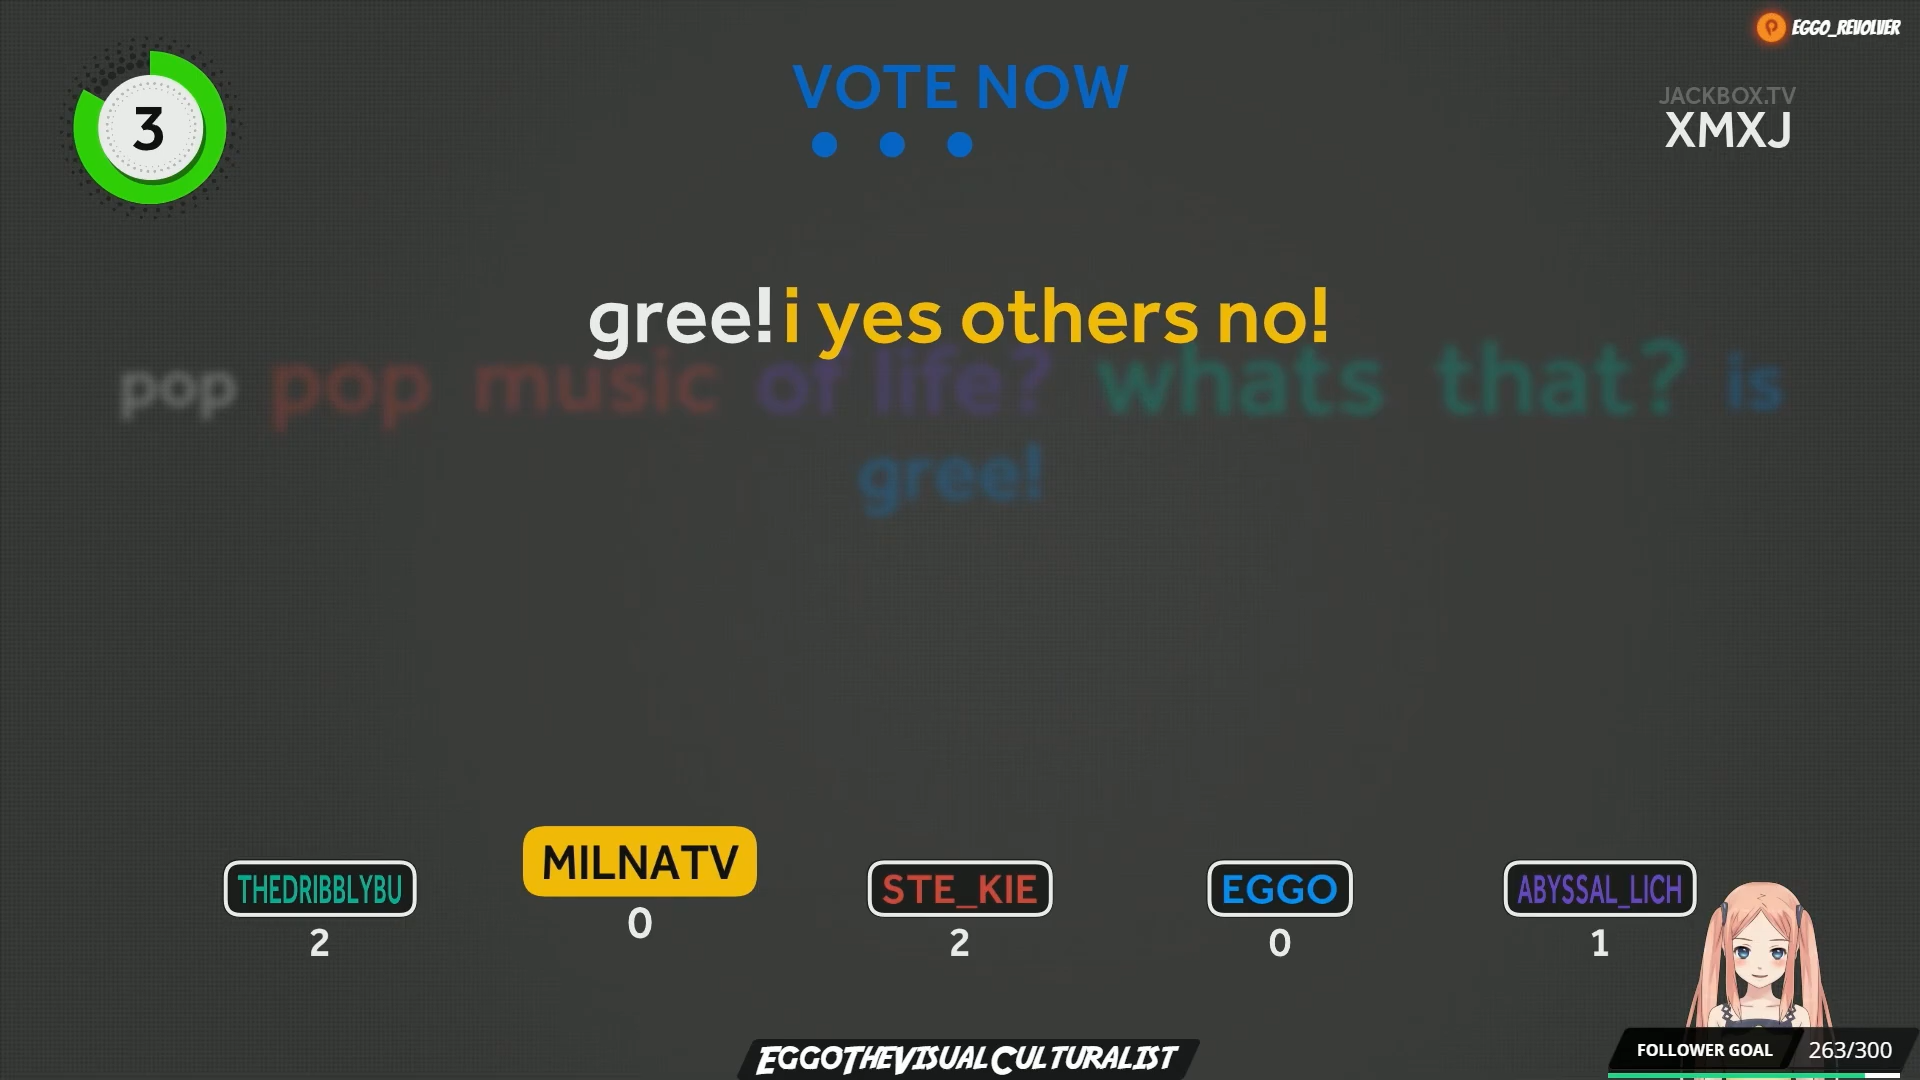 EGGO_REVOLVER
3
VOTE NOW
JACKBOX.TV
XMXJ
gree! i yes others no!
pop pop music of life? whats that? is
gree!
THEDRIBBLYBU MILNATV STE_KIE EGGO ABYSSAL_LICH
2 0 2 0 1
EGGOTHEVISUALCULTURALIST
FOLLOWER GOAL 263/300